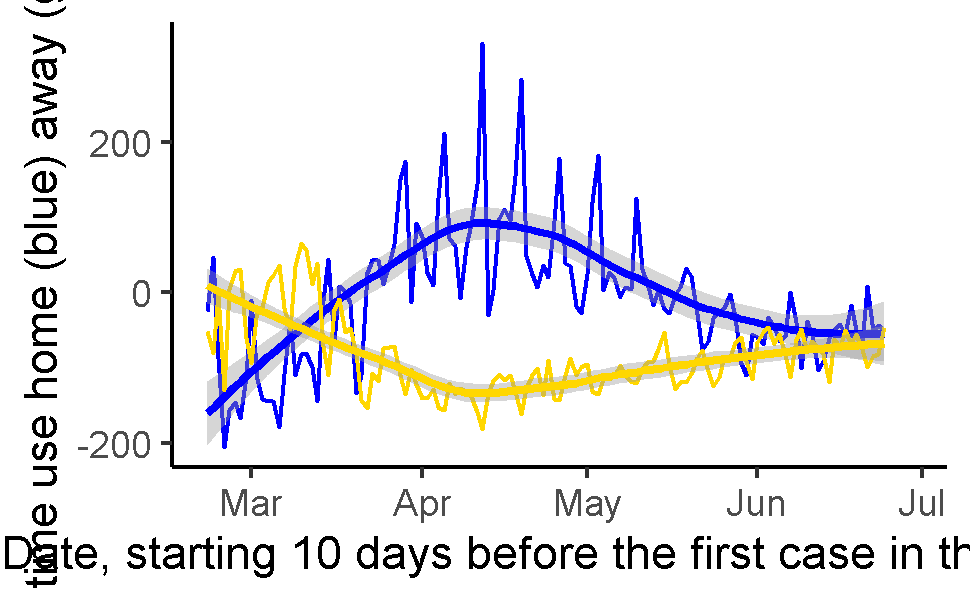 time use home (blue) away (
200
0
-200
Mar Apr May Jun Jul
Date, starting 10 days before the first case in th